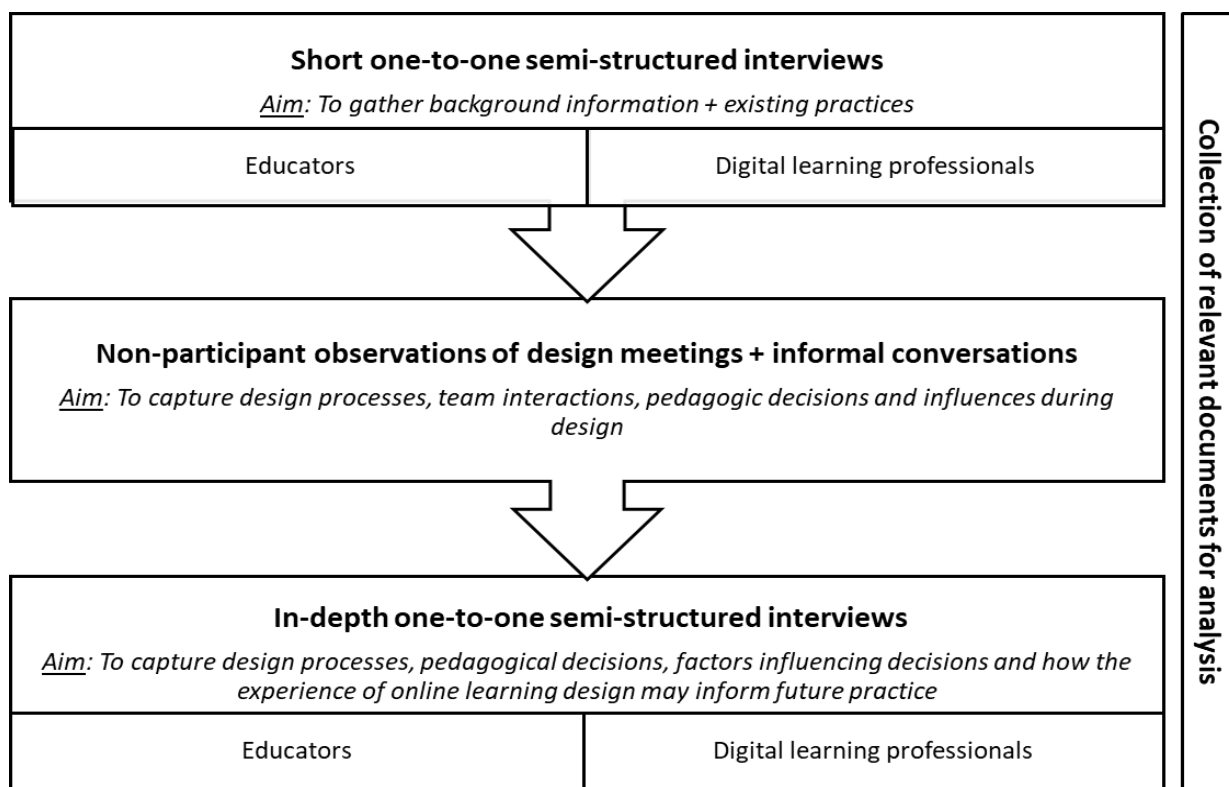 Short one-to-one semi-structured interviews
Aim: To gather background information + existing practices
Educators
Digital learning professionals
Non-participant observations of design meetings + informal conversations
Aim: To capture design processes, team interactions, pedagogic decisions and influences during
design
In-depth one-to-one semi-structured interviews
Aim: To capture design processes, pedagogical decisions, factors influencing decisions and how the
experience of online learning design may inform future practice
Educators
Digital learning professionals
Collection of relevant documents for analysis